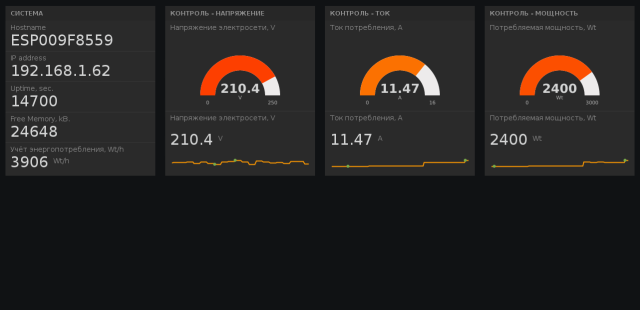 СИСТЕМА
Hostname
ESP009F8559
IP address
192.168.1.62
Uptime, sec.
14700
Free Memory, kB.
24648
Учёт энергопотребления, Wt/h
3906 Wt/h
КОНТРОЛЬ - НАПРЯЖЕНИЕ
Напряжение электросети, V
210.4
V
0 250
Напряжение электросети, V
210.4 V
КОНТРОЛЬ - ТОК
Ток потребления, А
11.47
A
0 16
Ток потребления, А
11.47 A
КОНТРОЛЬ - МОЩНОСТЬ
Потребляемая мощность, Wt
2400
Wt
0 3000
Потребляемая мощность, Wt
2400 Wt